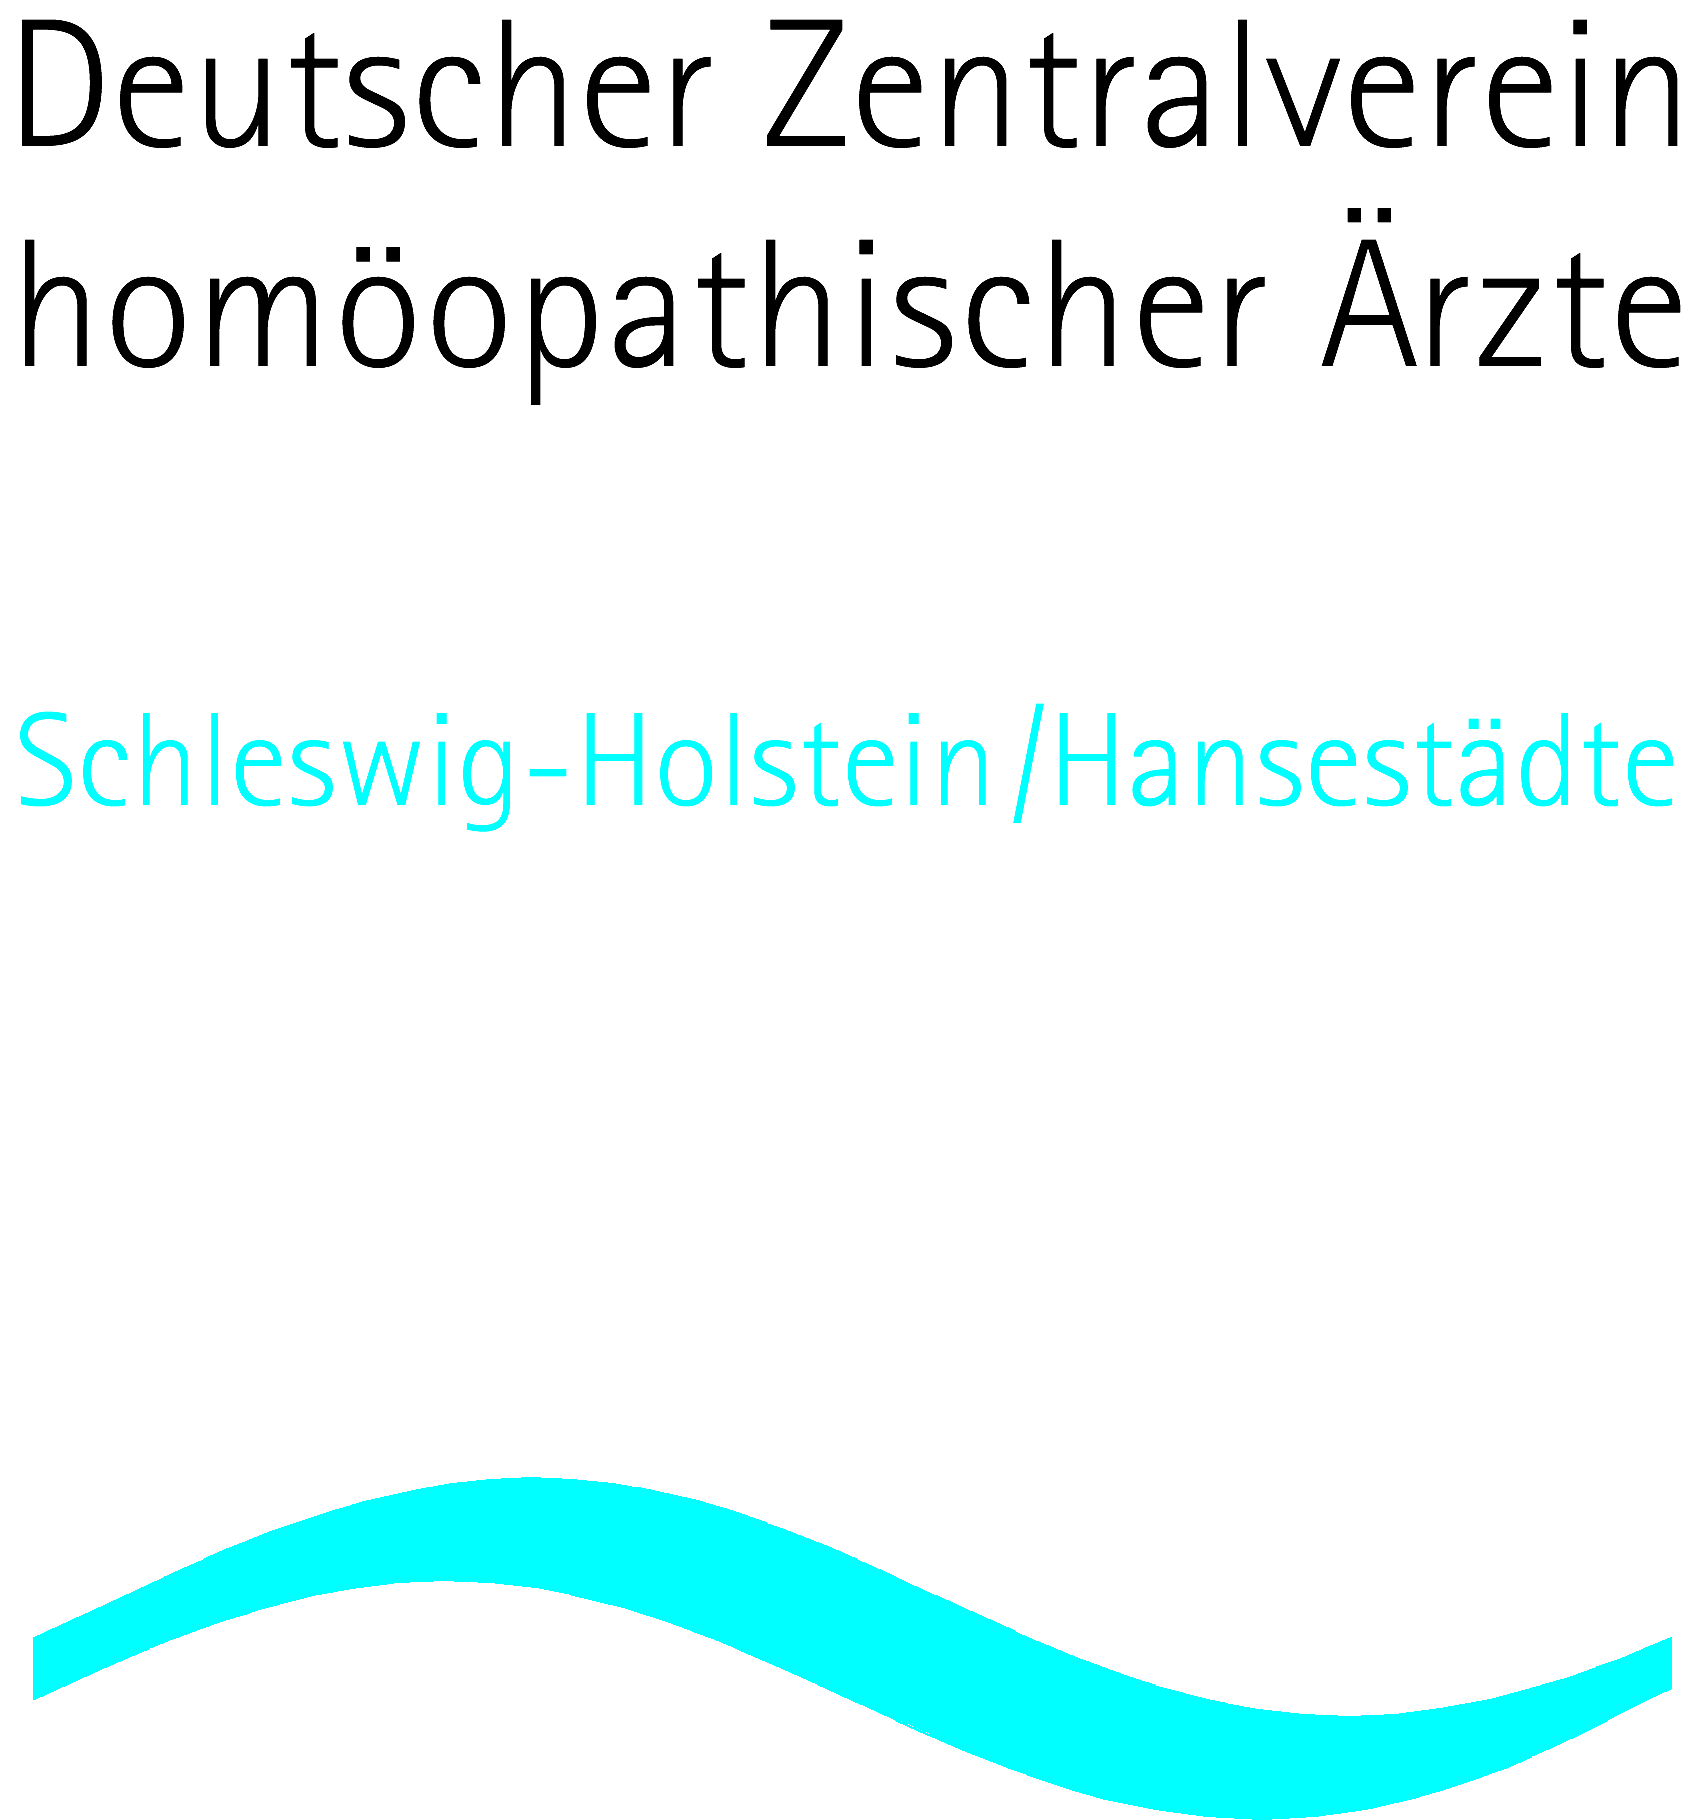 Deutscher Zentralverein
homöopathischer Ärzte
Schleswig-Holstein/Hansestädte